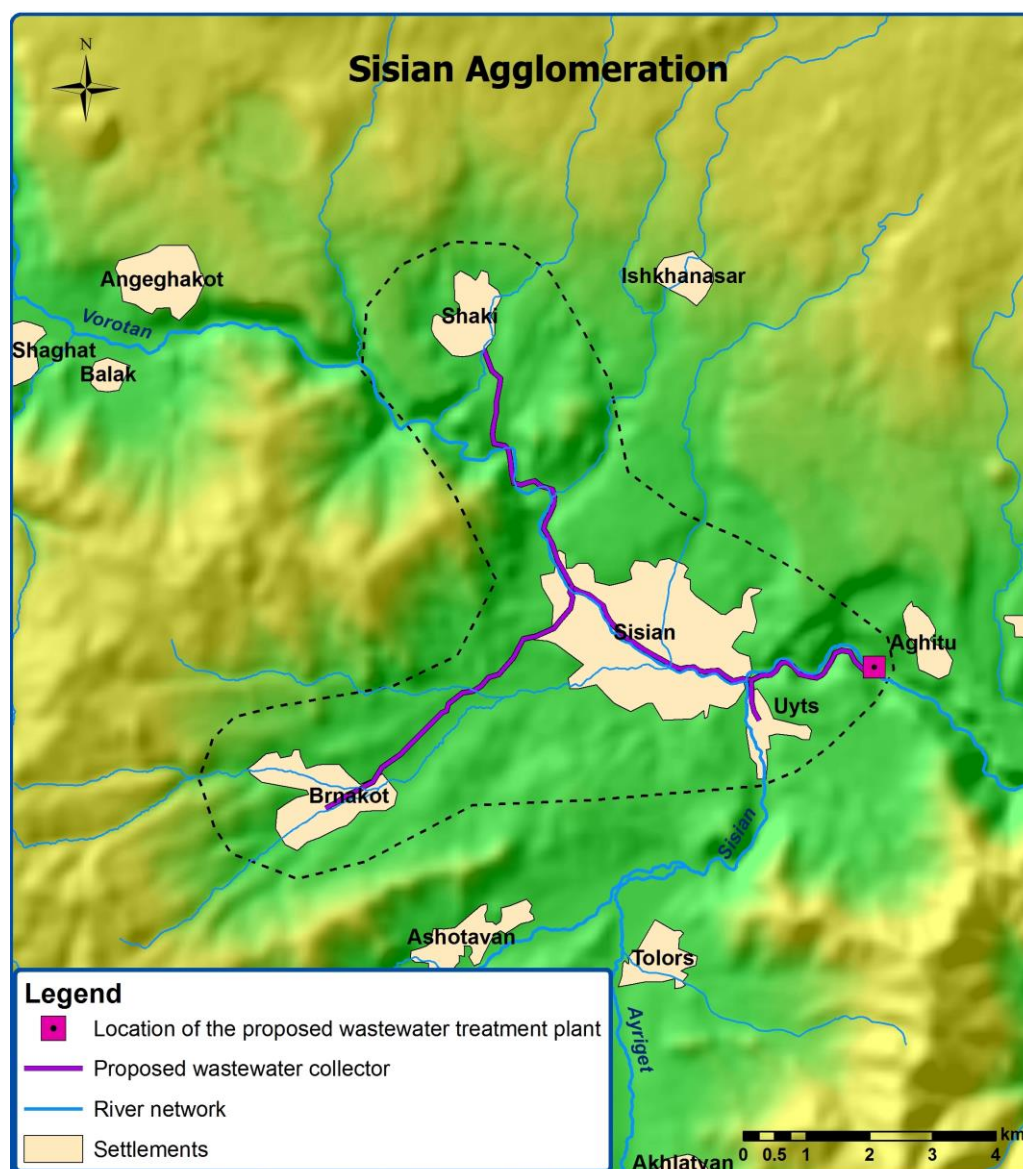 N
Sisian Agglomeration
Angeghakot
Ishkhanasar
Shaki
Vorotan
Shaghat
Balak
Sisian
Aghitu
Uyts
Brnakot
Sisian
Ashotavan
Tolors
Ayriget
Akhlatyan
Legend
Location of the proposed wastewater treatment plant
Proposed wastewater collector
River network
Settlements
km
0 0.5 1 2 3 4